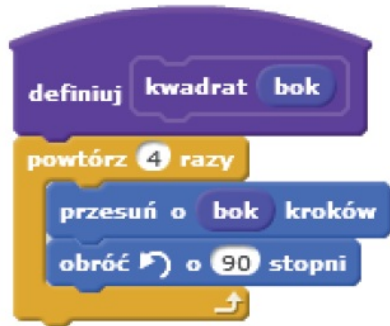 definiuj kwadrat bok
powtórz 4 razy
przesuń o bok kroków
obróć o 90 stopni